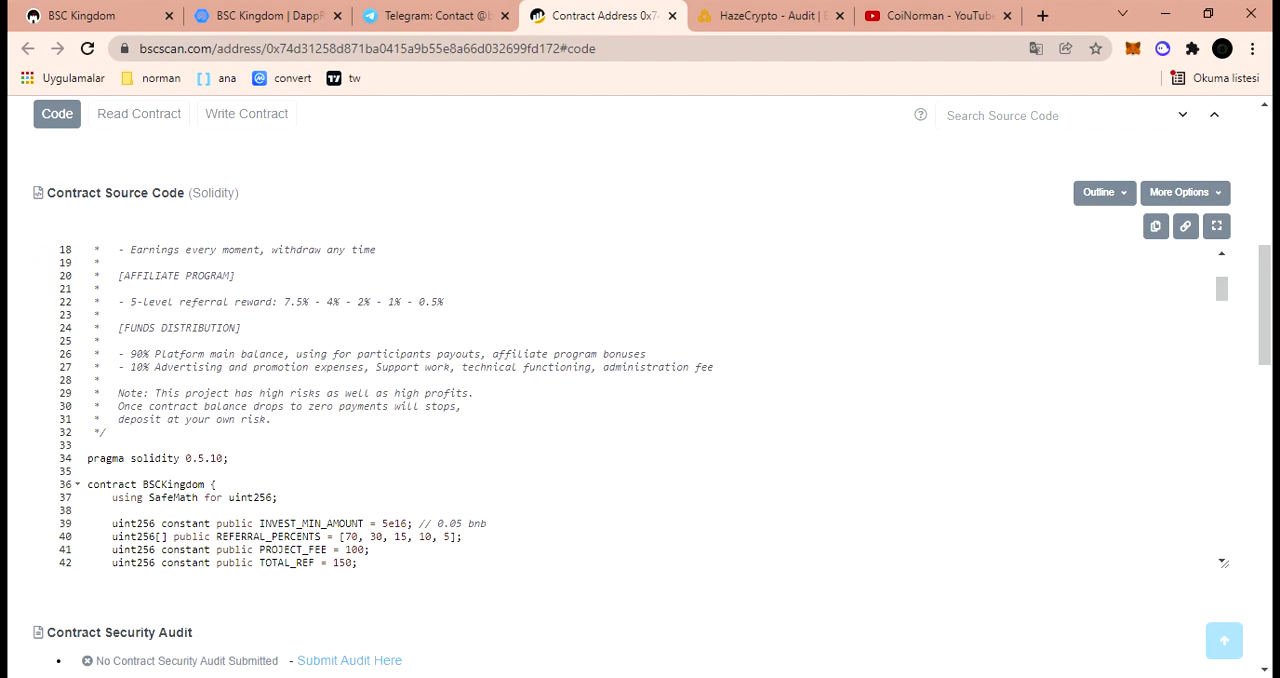 BSC Kingdom
BSC Kingdom | DappR
Telegram: Contact @b
Contract Address 0x7
HazeCrypto - Audit | B
CoiNorman - YouTube
bscscan.com/address/0x74d31258d871ba0415a9b55e8a66d032699fd172#code
Uygulamalar
norman
ana
convert
tw
Okuma listesi
Code
Read Contract
Write Contract
Search Source Code
Contract Source Code (Solidity)
Outline
More Options
18 * - Earnings every moment, withdraw any time
19 *
20 * [AFFILIATE PROGRAM]
21 *
22 * - 5-level referral reward: 7.5% - 4% - 2% - 1% - 0.5%
23 *
24 * [FUNDS DISTRIBUTION]
25 *
26 * - 90% Platform main balance, using for participants payouts, affiliate program bonuses
27 * - 10% Advertising and promotion expenses, Support work, technical functioning, administration fee
28 *
29 * Note: This project has high risks as well as high profits.
30 * Once contract balance drops to zero payments will stops,
31 * deposit at your own risk.
32 */
33
34 pragma solidity 0.5.10;
35
36 contract BSCKingdom {
37 using SafeMath for uint256;
38
39 uint256 constant public INVEST_MIN_AMOUNT = 5e16; // 0.05 bnb
40 uint256[] public REFERRAL_PERCENTS = [70, 30, 15, 10, 5];
41 uint256 constant public PROJECT_FEE = 100;
42 uint256 constant public TOTAL_REF = 150;
Contract Security Audit
• No Contract Security Audit Submitted - Submit Audit Here